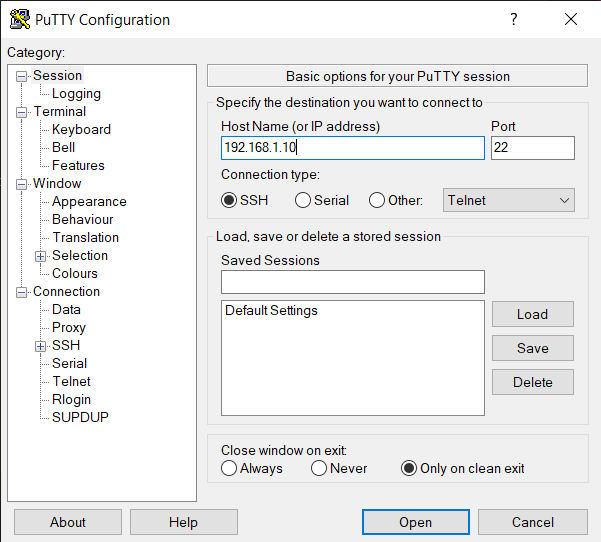 PuTTY Configuration
?
Category:
Session
Logging
Terminal
Keyboard
Bell
Features
Window
Appearance
Behaviour
Translation
Selection
Colours
Connection
Data
Proxy
SSH
Serial
Telnet
Rlogin
SUPDUP
Basic options for your PuTTY session
Specify the destination you want to connect to
Host Name (or IP address) Port
192.168.1.10 22
Connection type:
SSH Serial Other: Telnet
Load, save or delete a stored session
Saved Sessions
Default Settings
Load
Save
Delete
Close window on exit:
Always Never Only on clean exit
About Help Open Cancel